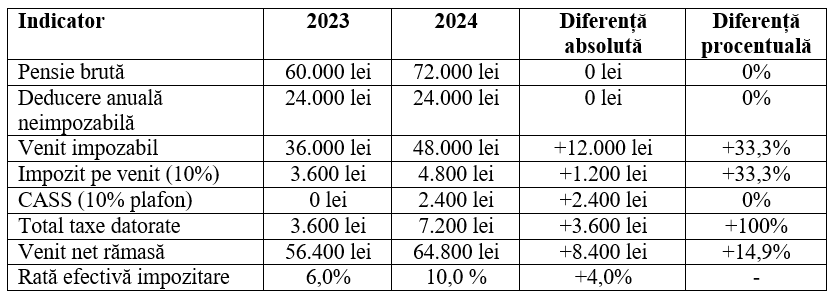 Indicator 2023 2024 Diferență Diferență
absolută procentuală
Pensie brută 60.000 lei 72.000 lei 0 lei 0%
Deducere anuală 24.000 lei 24.000 lei 0 lei 0%
neimpozabilă
Venit impozabil 36.000 lei 48.000 lei +12.000 lei +33,3%
Impozit pe venit (10%) 3.600 lei 4.800 lei +1.200 lei +33,3%
CASS (10% plafon) 0 lei 2.400 lei +2.400 lei 0%
Total taxe datorate 3.600 lei 7.200 lei +3.600 lei +100%
Venit net rămasă 56.400 lei 64.800 lei +8.400 lei +14,9%
Rată efectivă impozitare 6,0% 10,0 % +4,0% -